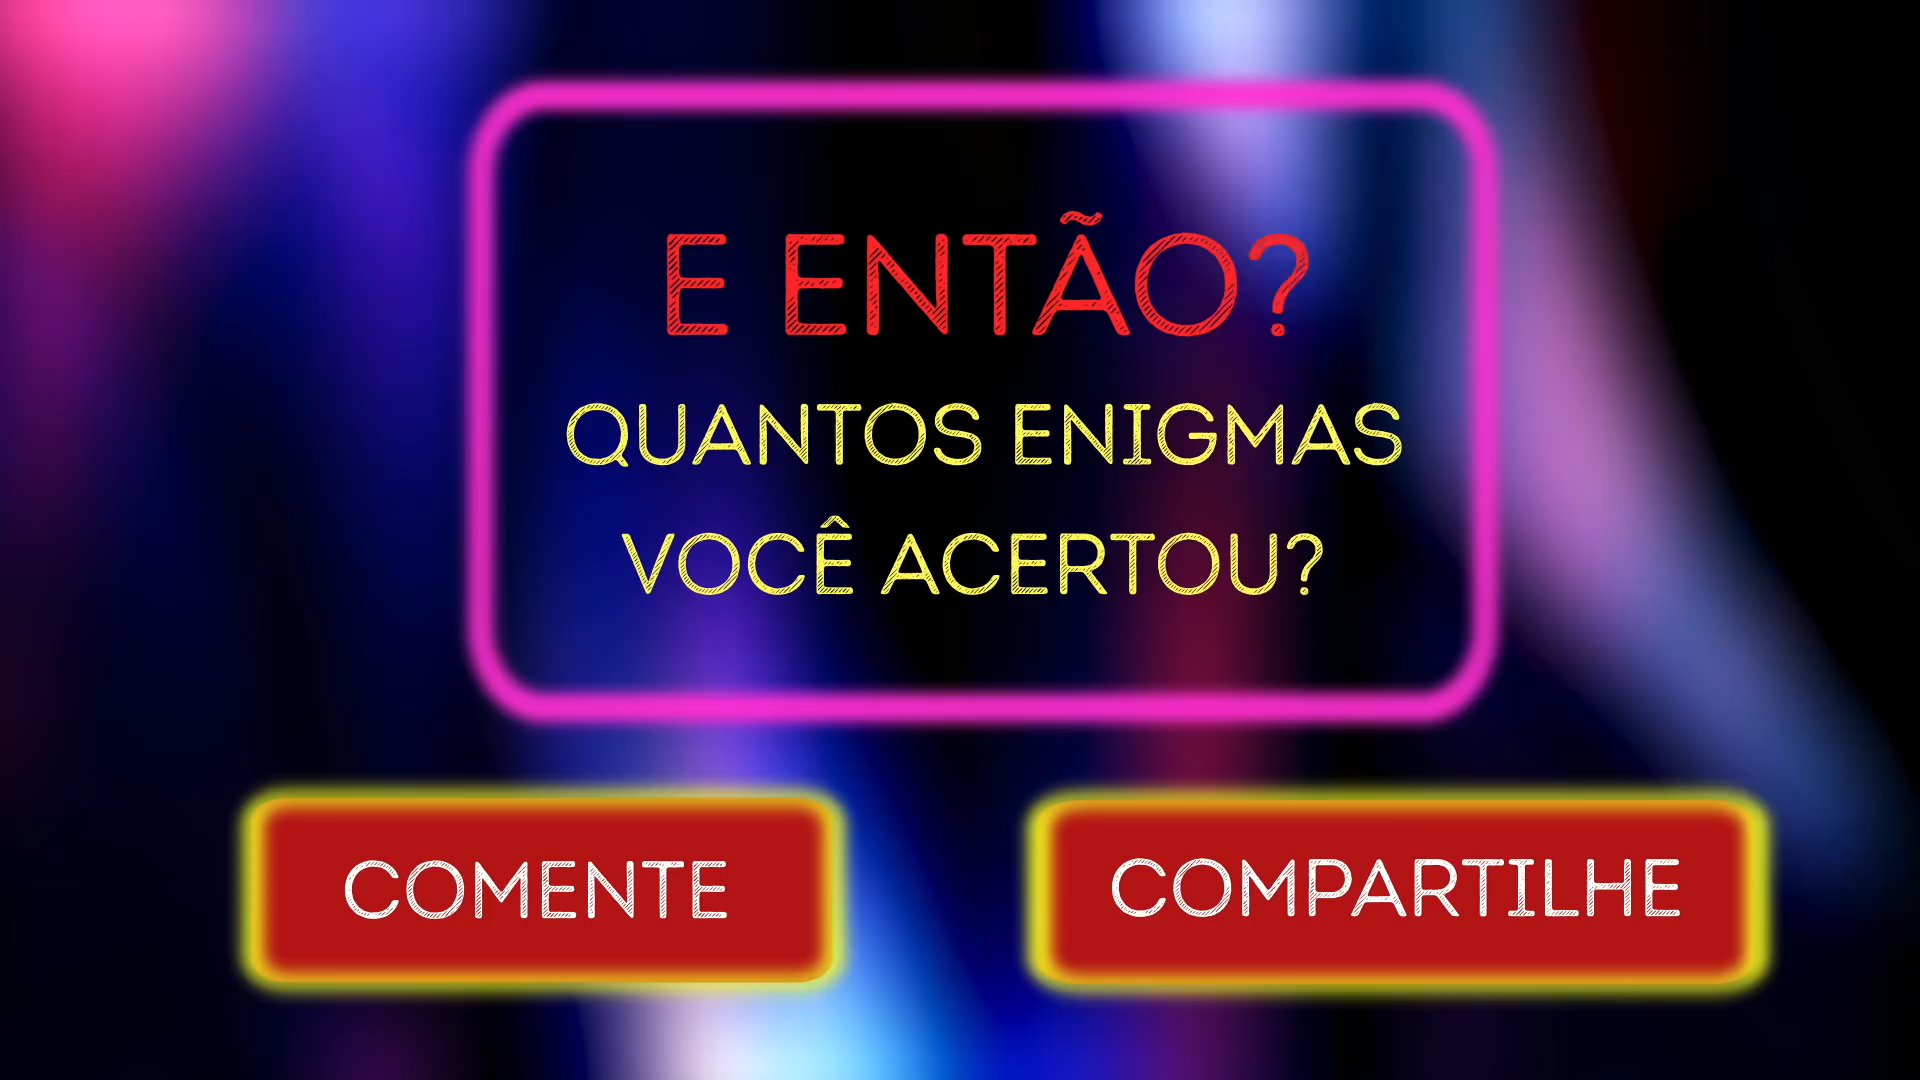 E ENTÃO?
QUANTOS ENIGMAS
VOCÊ ACERTOU?
COMENTE
COMPARTILHE